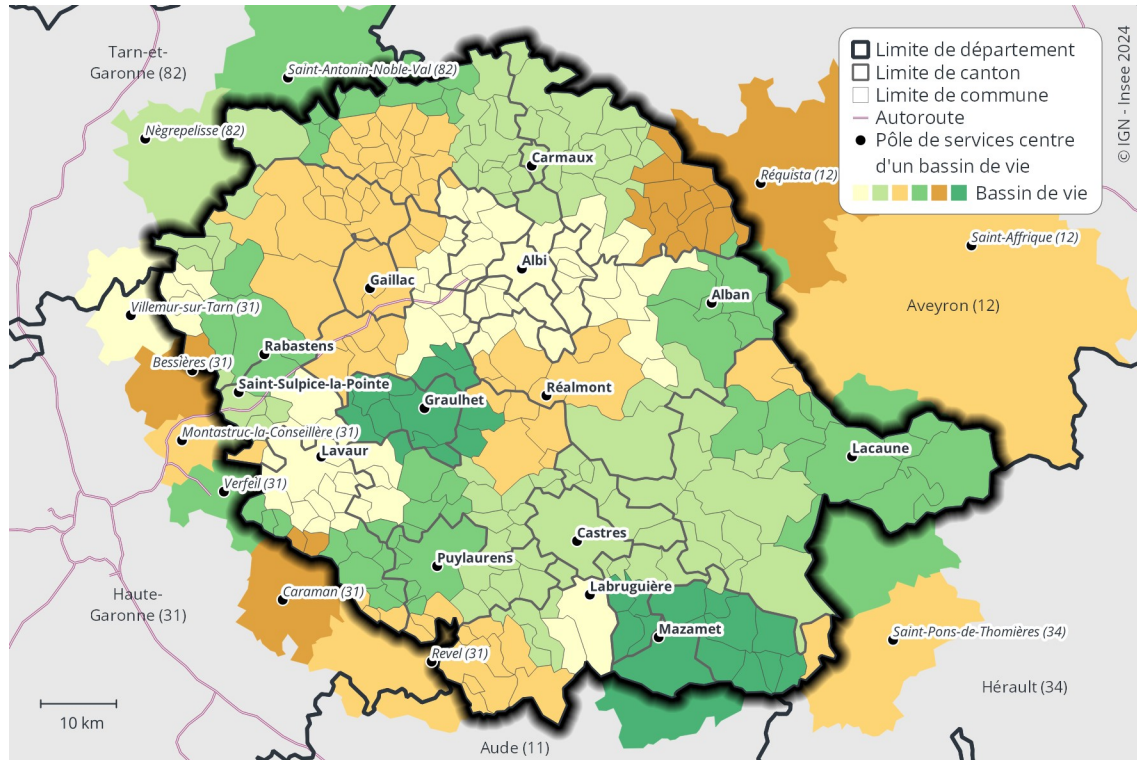 Tarn-et-
Garonne (82)
Saint-Antonin-Noble-Val (82)
Nègrepelisse (82)
Carmaux
Réquista (12)
Saint-Affrique (12)
Albi
Gaillac
Alban
Aveyron (12)
Villemur-sur-Tarn (31)
Rabastens
Bessières (31)
Saint-Sulpice-la-Pointe
Graulhet
Réalmont
Montastruc-la-Conseillère (31)
Lavaur
Lacaune
Verfeil (31)
Castres
Puylaurens
Labruguière
Haute-
Garonne (31)
Caraman (31)
Mazamet
Saint-Pons-de-Thomières (34)
Revel (31)
Hérault (34)
10 km
Aude (11)
Limite de département
Limite de canton
Limite de commune
Autoroute
Pôle de services centre
d'un bassin de vie
Bassin de vie
© IGN - Insee 2024